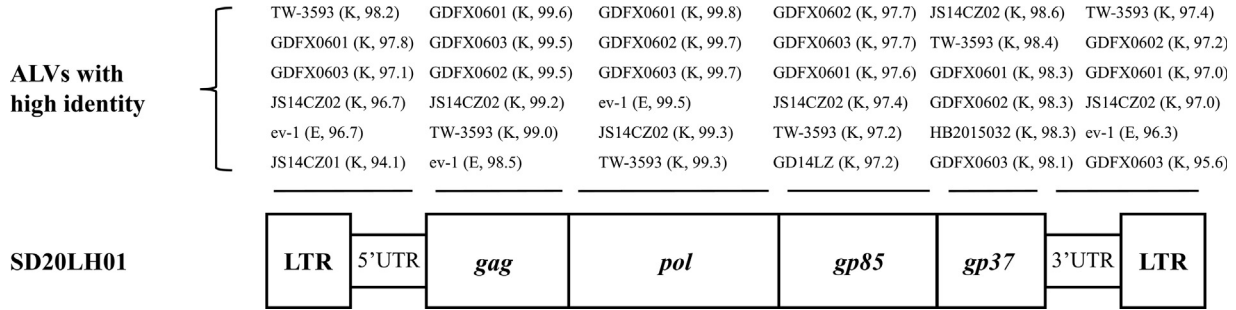 TW-3593 (K, 98.2) GDFX0601 (K, 99.6) GDFX0601 (K, 99.8) GDFX0602 (K, 97.7) JS14CZ02 (K, 98.6) TW-3593 (K, 97.4)
GDFX0601 (K, 97.8) GDFX0603 (K, 99.5) GDFX0602 (K, 99.7) GDFX0603 (K, 97.7) TW-3593 (K, 98.4) GDFX0602 (K, 97.2)
ALVs with
high identity
GDFX0603 (K, 97.1) GDFX0602 (K, 99.5) GDFX0603 (K, 99.7) GDFX0601 (K, 97.6) GDFX0601 (K, 98.3) GDFX0601 (K, 97.0)
JS14CZ02 (K, 96.7) JS14CZ02 (K, 99.2) ev-1 (E, 99.5) JS14CZ02 (K, 97.4) GDFX0602 (K, 98.3) JS14CZ02 (K, 97.0)
ev-1 (E, 96.7) TW-3593 (K, 99.0) JS14CZ02 (K, 99.3) TW-3593 (K, 97.2) HB2015032 (K, 98.3) ev-1 (E, 96.3)
JS14CZ01 (K, 94.1) ev-1 (E, 98.5) TW-3593 (K, 99.3) GD14LZ (K, 97.2) GDFX0603 (K, 98.1) GDFX0603 (K, 95.6)
SD20LH01 LTR 5’UTR gag pol gp85 gp37 3’UTR LTR